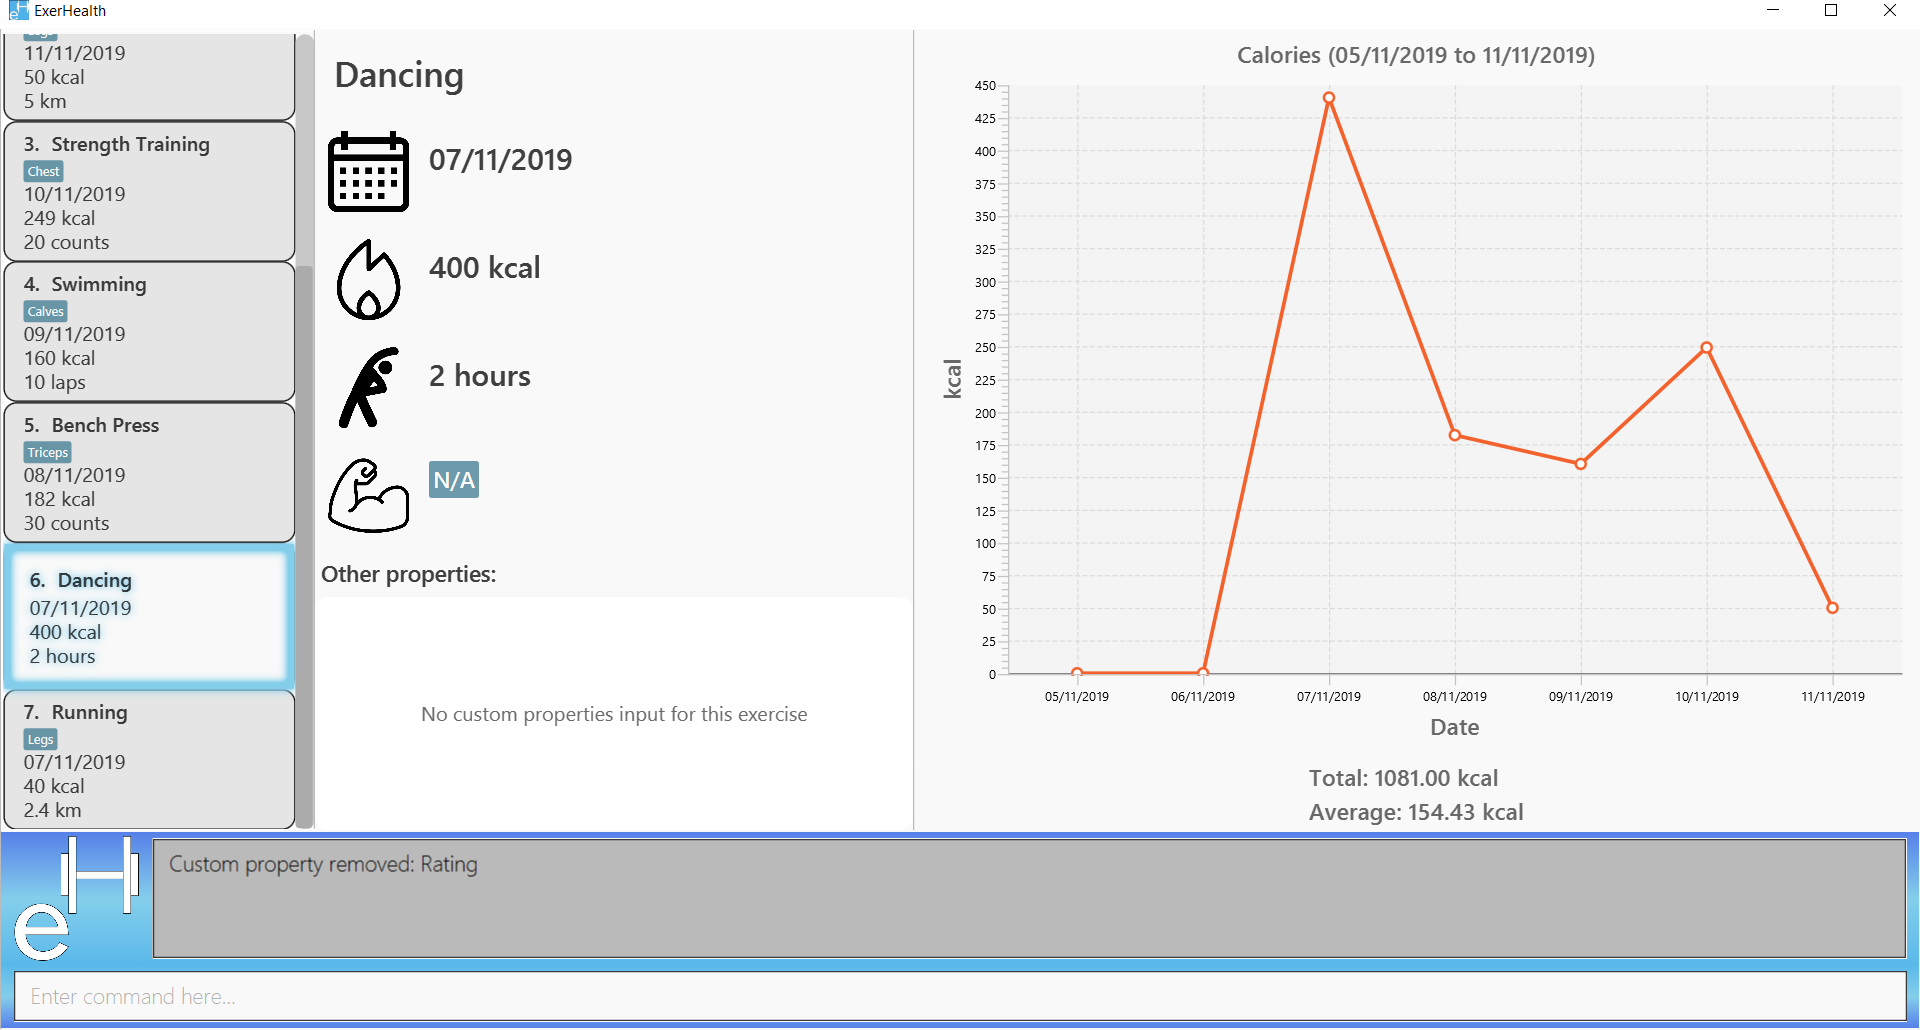 ExerHealth
11/11/2019
50 kcal
5 km
3. Strength Training
Chest
10/11/2019
249 kcal
20 counts
4. Swimming
Calves
09/11/2019
160 kcal
10 laps
5. Bench Press
Triceps
08/11/2019
182 kcal
30 counts
6. Dancing
07/11/2019
400 kcal
2 hours
7. Running
Legs
07/11/2019
40 kcal
2.4 km
Dancing
07/11/2019
400 kcal
2 hours
N/A
Other properties:
No custom properties input for this exercise
Calories (05/11/2019 to 11/11/2019)
kcal
450
425
400
375
350
325
300
275
250
225
200
175
150
125
100
75
50
25
0
05/11/2019 06/11/2019 07/11/2019 08/11/2019 09/11/2019 10/11/2019 11/11/2019
Date
Total: 1081.00 kcal
Average: 154.43 kcal
eH
Custom property removed: Rating
Enter command here...